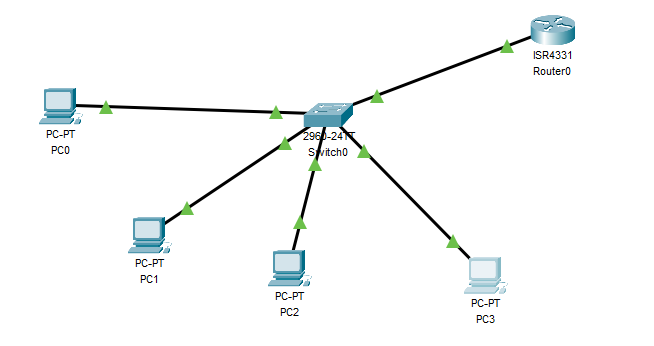 ISR4331
Router0
PC-PT
PC0
2960-24TT
Switch0
PC-PT
PC1
PC-PT
PC2
PC-PT
PC3